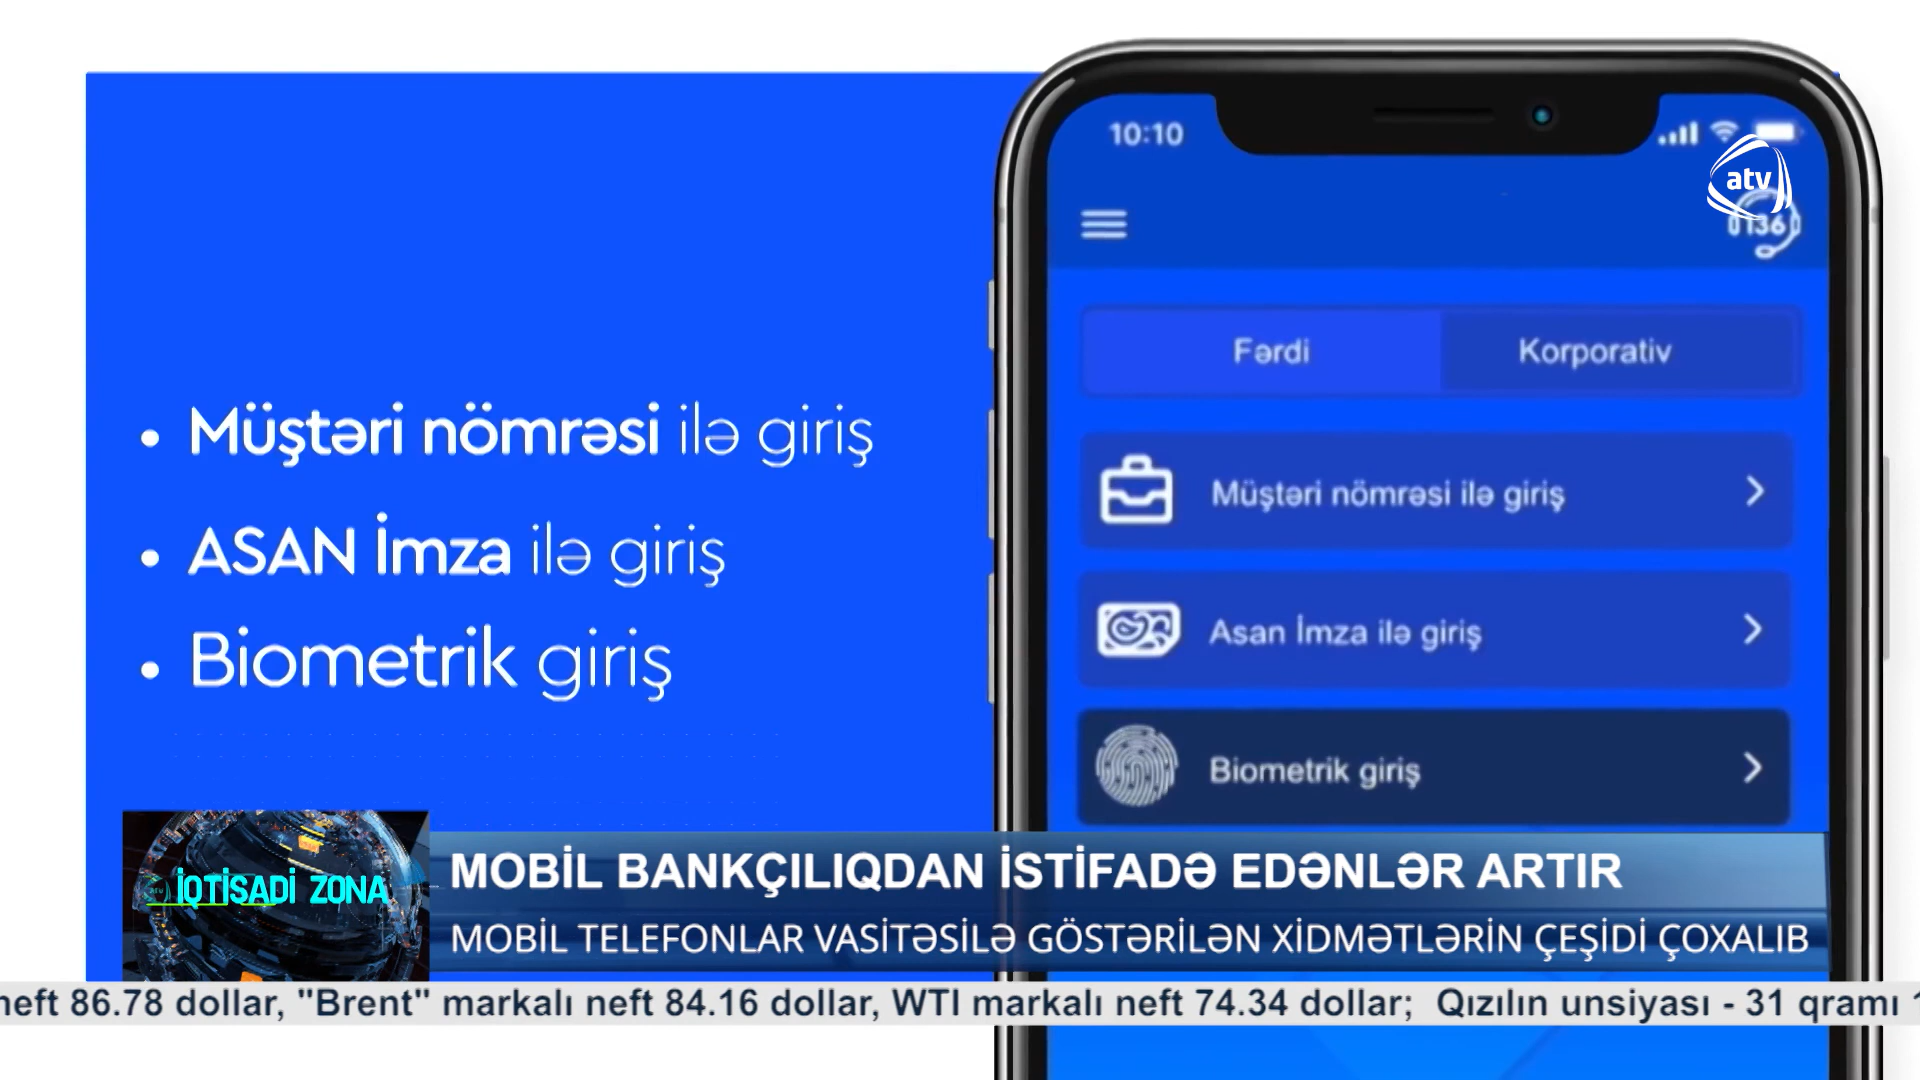 10:10
atv
136
Fərdi
Korporativ
• Müştəri nömrəsi ilə giriş
• ASAN İmza ilə giriş
• Biometrik giriş
Müştəri nömrəsi ilə giriş
Asan İmza ilə giriş
Biometrik giriş
atv İQTİSADİ ZONA
MOBİL BANKÇILIQDAN İSTİFADƏ EDƏNLƏR ARTIR
MOBİL TELEFONLAR VASİTƏSİLƏ GÖSTƏRİLƏN XİDMƏTLƏRİN ÇEŞİDİ ÇOXALIB
neft 86.78 dollar, "Brent" markalı neft 84.16 dollar, WTI markalı neft 74.34 dollar; Qızılın unsiyası - 31 qramı 1